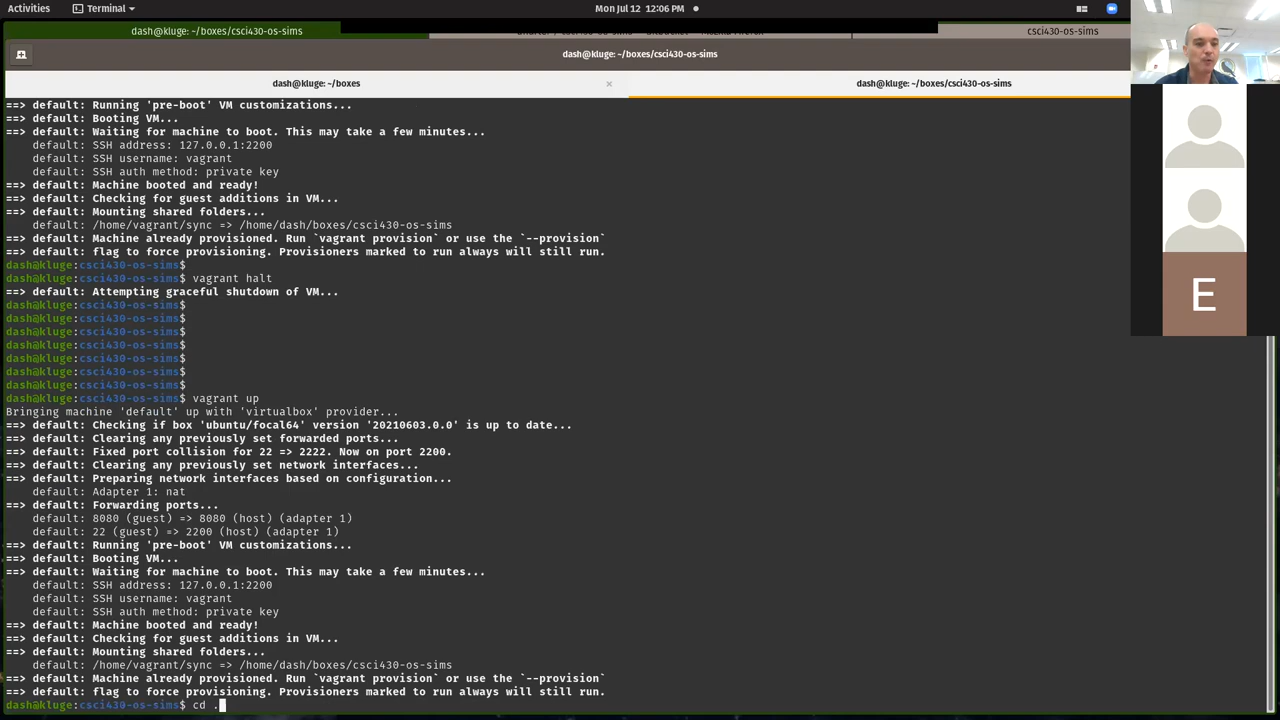 Activities
Terminal
Mon Jul 12 12:06 PM
dash@kluge: ~/boxes/csci430-os-sims
csci430-os-sims
dash@kluge: ~/boxes/csci430-os-sims
dash@kluge: ~/boxes
×
dash@kluge: ~/boxes/csci430-os-sims
==> default: Running 'pre-boot' VM customizations...
==> default: Booting VM...
==> default: Waiting for machine to boot. This may take a few minutes...
default: SSH address: 127.0.0.1:2200
default: SSH username: vagrant
default: SSH auth method: private key
==> default: Machine booted and ready!
==> default: Checking for guest additions in VM...
==> default: Mounting shared folders...
default: /home/vagrant/sync => /home/dash/boxes/csci430-os-sims
==> default: Machine already provisioned. Run `vagrant provision` or use the `--provision`
==> default: flag to force provisioning. Provisioners marked to run always will still run.
dash@kluge:csci430-os-sims$
dash@kluge:csci430-os-sims$ vagrant halt
==> default: Attempting graceful shutdown of VM...
dash@kluge:csci430-os-sims$
dash@kluge:csci430-os-sims$
dash@kluge:csci430-os-sims$
dash@kluge:csci430-os-sims$
dash@kluge:csci430-os-sims$
dash@kluge:csci430-os-sims$
dash@kluge:csci430-os-sims$
dash@kluge:csci430-os-sims$ vagrant up
Bringing machine 'default' up with 'virtualbox' provider...
==> default: Checking if box 'ubuntu/focal64' version '20210603.0.0' is up to date...
==> default: Clearing any previously set forwarded ports...
==> default: Fixed port collision for 22 => 2222. Now on port 2200.
==> default: Clearing any previously set network interfaces...
==> default: Preparing network interfaces based on configuration...
default: Adapter 1: nat
==> default: Forwarding ports...
default: 8080 (guest) => 8080 (host) (adapter 1)
default: 22 (guest) => 2200 (host) (adapter 1)
==> default: Running 'pre-boot' VM customizations...
==> default: Booting VM...
==> default: Waiting for machine to boot. This may take a few minutes...
default: SSH address: 127.0.0.1:2200
default: SSH username: vagrant
default: SSH auth method: private key
==> default: Machine booted and ready!
==> default: Checking for guest additions in VM...
==> default: Mounting shared folders...
default: /home/vagrant/sync => /home/dash/boxes/csci430-os-sims
==> default: Machine already provisioned. Run `vagrant provision` or use the `--provision`
==> default: flag to force provisioning. Provisioners marked to run always will still run.
dash@kluge:csci430-os-sims$ cd .
E